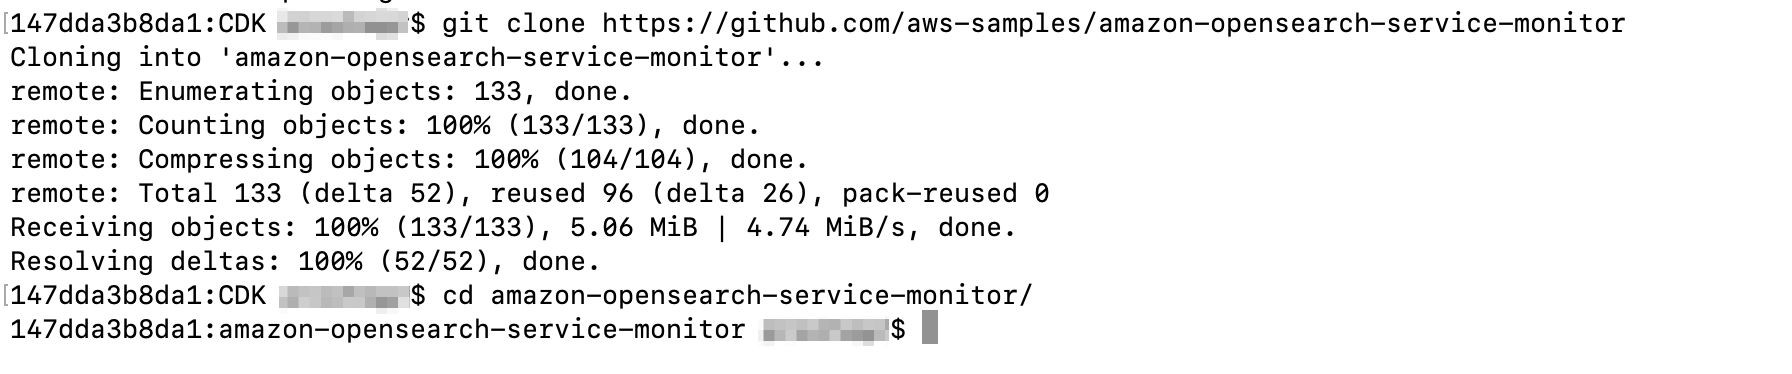 [147dda3b8da1:CDK $ git clone https://github.com/aws-samples/amazon-opensearch-service-monitor
Cloning into 'amazon-opensearch-service-monitor'...
remote: Enumerating objects: 133, done.
remote: Counting objects: 100% (133/133), done.
remote: Compressing objects: 100% (104/104), done.
remote: Total 133 (delta 52), reused 96 (delta 26), pack-reused 0
Receiving objects: 100% (133/133), 5.06 MiB | 4.74 MiB/s, done.
Resolving deltas: 100% (52/52), done.
[147dda3b8da1:CDK $ cd amazon-opensearch-service-monitor/
147dda3b8da1:amazon-opensearch-service-monitor $